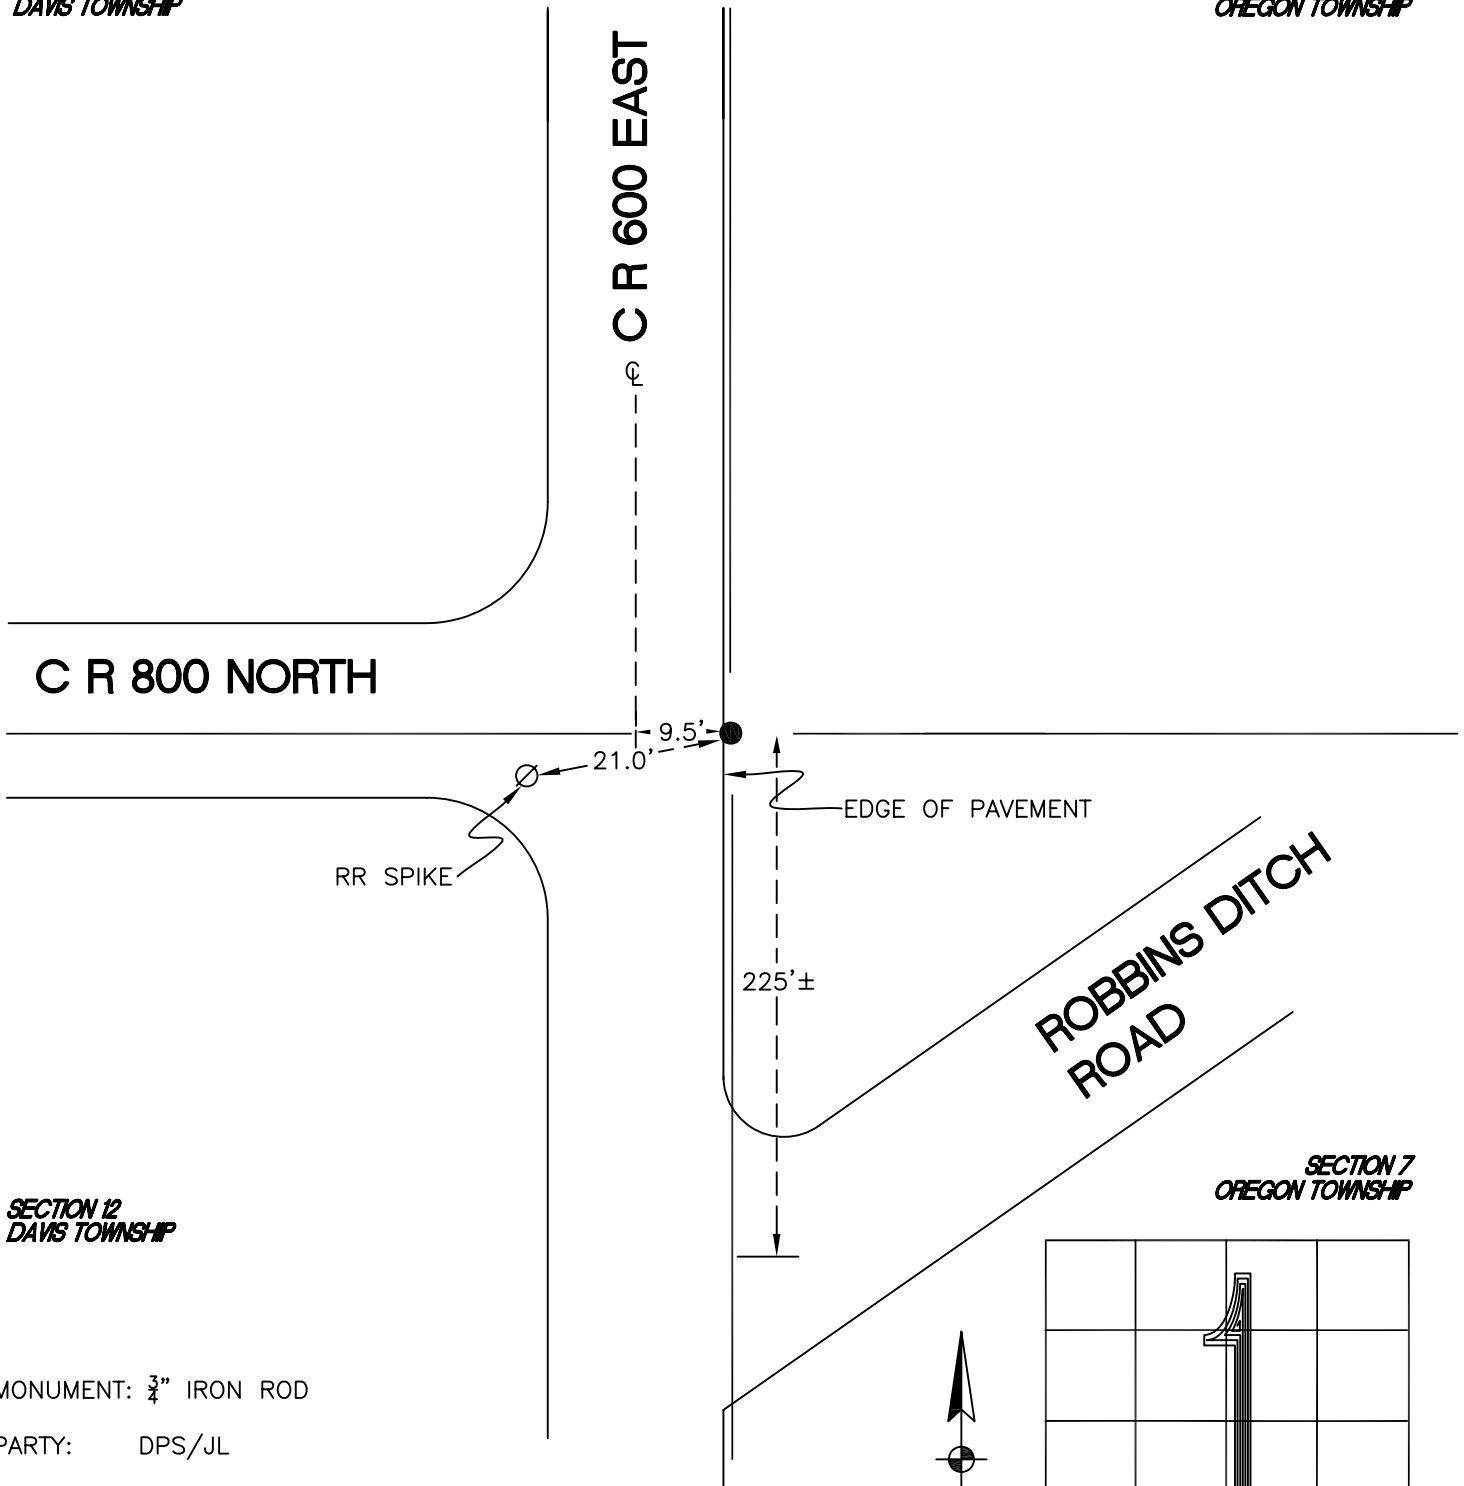 DAVIS TOWNSHIP
OREGON TOWNSHIP
C R 600 EAST
℄
C R 800 NORTH
9.5'
21.0'
EDGE OF PAVEMENT
RR SPIKE
ROBBINS DITCH
ROAD
225'±
SECTION 7
OREGON TOWNSHIP
SECTION 12
DAVIS TOWNSHIP
1
MONUMENT: 3/4" IRON ROD
PARTY: DPS/JL